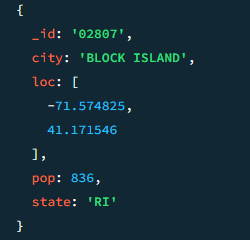 {
_id: '02807',
city: 'BLOCK ISLAND',
loc: [
-71.574825,
41.171546
],
pop: 836,
state: 'RI'
}